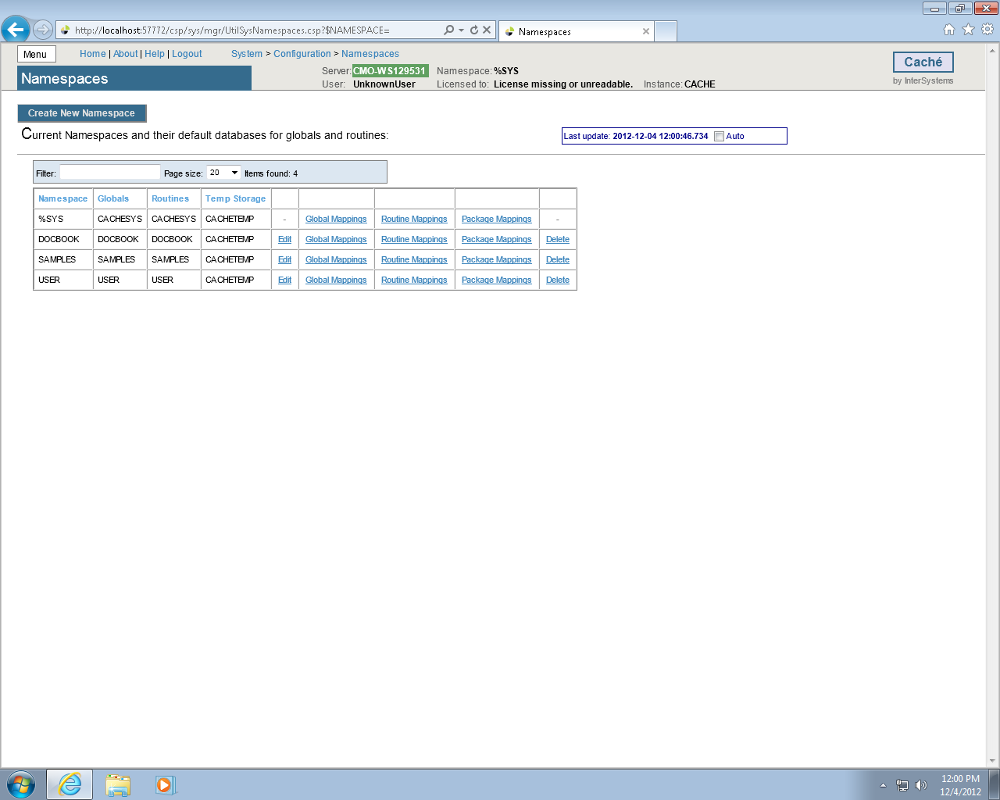 http://localhost:57772/csp/sys/mgr/UtilSysNamespaces.csp?$NAMESPACE=
Namespaces
Menu
Home | About | Help | Logout
System > Configuration > Namespaces
Namespaces
Server: CMO-WS129531 Namespace: %SYS
User: UnknownUser Licensed to: License missing or unreadable. Instance: CACHE
Caché
by InterSystems
Create New Namespace
Current Namespaces and their default databases for globals and routines:
Last update: 2012-12-04 12:00:46.734 Auto
Filter: Page size: 20 Items found: 4
Namespace Globals Routines Temp Storage
%SYS CACHESYS CACHESYS CACHETEMP - Global Mappings Routine Mappings Package Mappings -
DOCBOOK DOCBOOK DOCBOOK CACHETEMP Edit Global Mappings Routine Mappings Package Mappings Delete
SAMPLES SAMPLES SAMPLES CACHETEMP Edit Global Mappings Routine Mappings Package Mappings Delete
USER USER USER CACHETEMP Edit Global Mappings Routine Mappings Package Mappings Delete
12:00 PM
12/4/2012